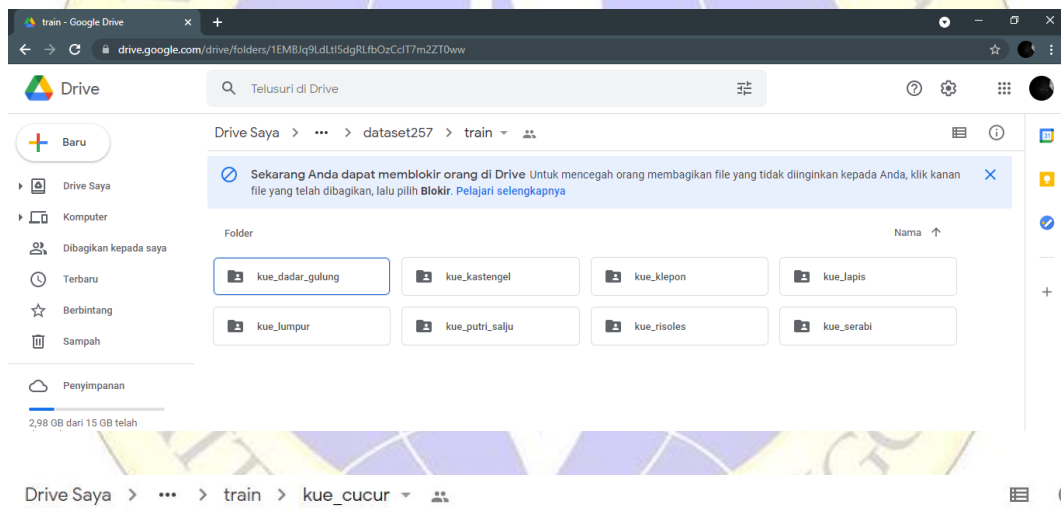 train - Google Drive
drive.google.com/drive/folders/1EMBJq9LdLtI5dgRLfbOzCclT7m2ZT0ww
Drive
Telusuri di Drive
Baru
Drive Saya > ••• > dataset257 > train
Sekarang Anda dapat memblokir orang di Drive Untuk mencegah orang membagikan file yang tidak diinginkan kepada Anda, klik kanan
file yang telah dibagikan, lalu pilih Blokir. Pelajari selengkapnya
Drive Saya
Komputer
Dibagikan kepada saya
Terbaru
Berbintang
Sampah
Penyimpanan
2,98 GB dari 15 GB telah
Folder
Nama
kue_dadar_gulung
kue_kastengel
kue_klepon
kue_lapis
kue_lumpur
kue_putri_salju
kue_risoles
kue_serabi
31
Drive Saya > ••• > train > kue_cucur